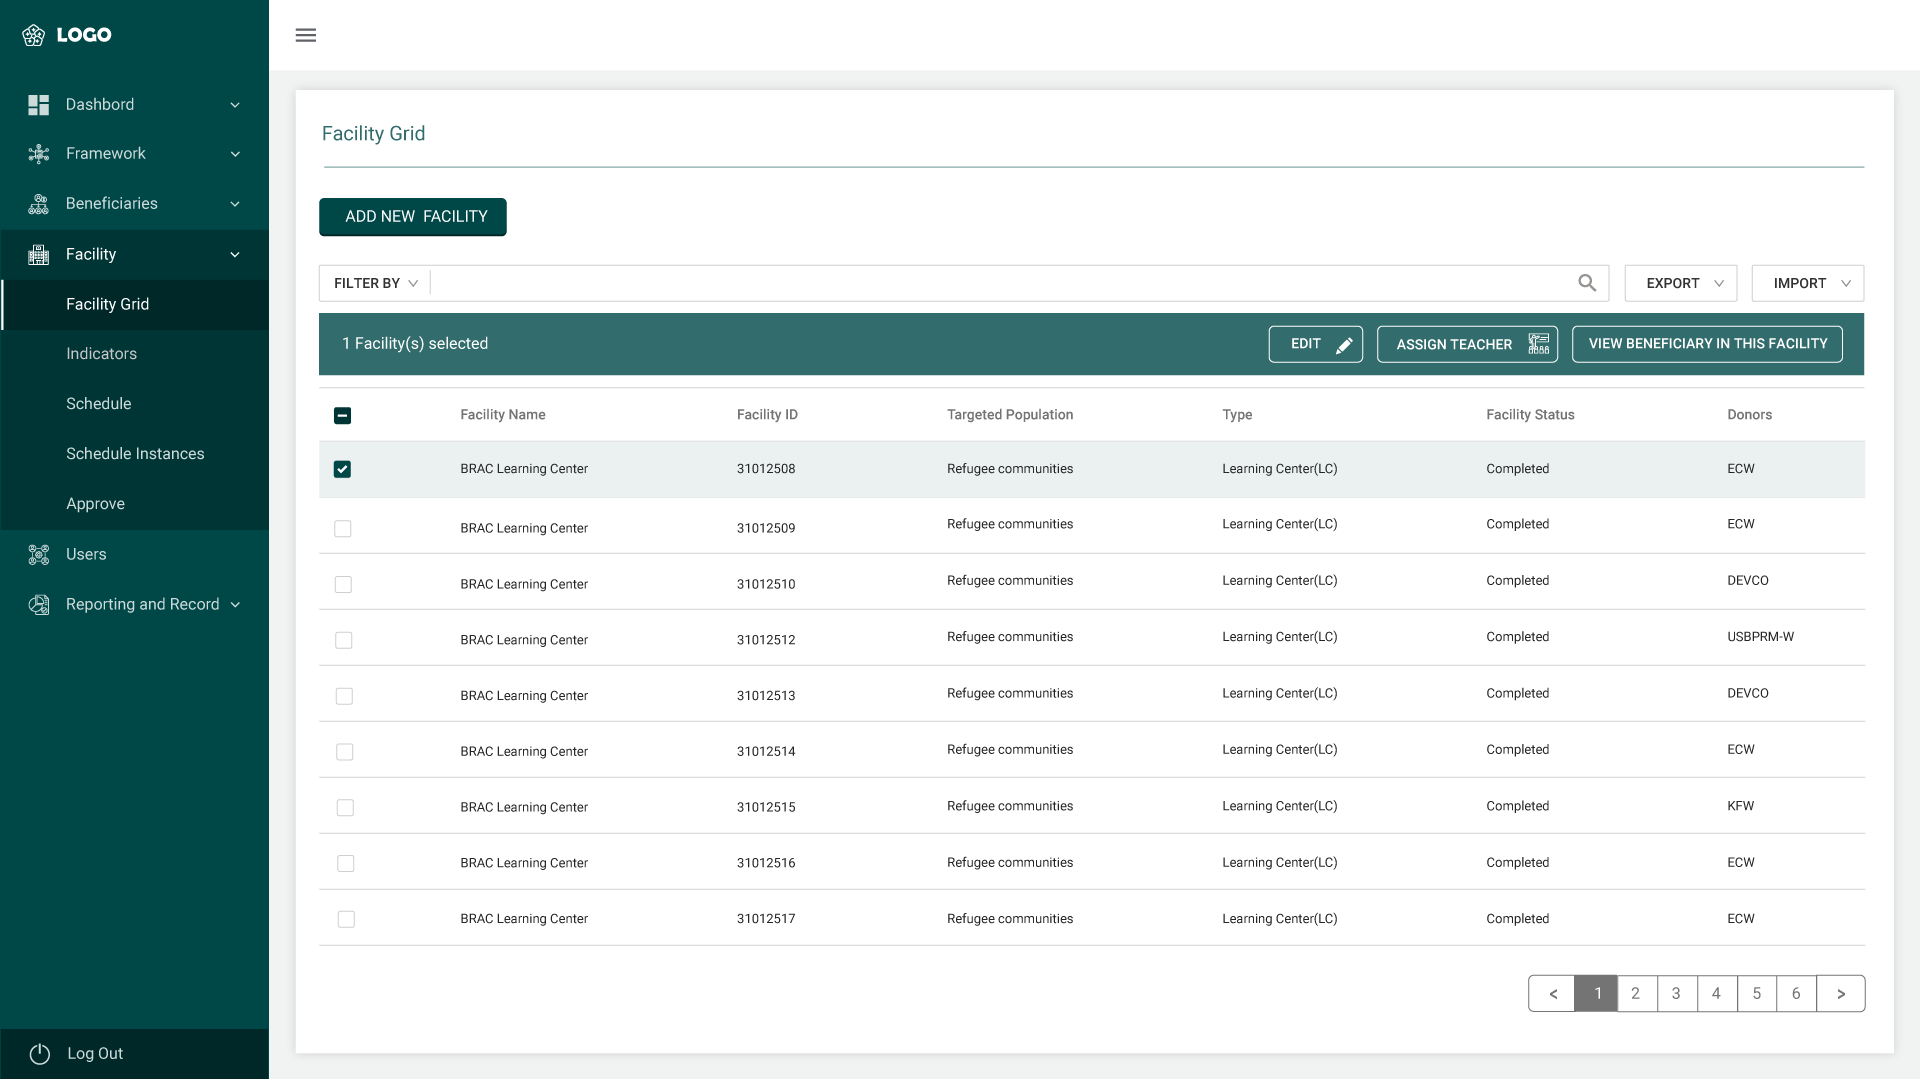 LOGO
Dashbord
Framework
Beneficiaries
Facility
Facility Grid
Indicators
Schedule
Schedule Instances
Approve
Users
Reporting and Record
Log Out
Facility Grid
ADD NEW FACILITY
FILTER BY
EXPORT
IMPORT
1 Facility(s) selected
EDIT
ASSIGN TEACHER
VIEW BENEFICIARY IN THIS FACILITY
Facility Name Facility ID Targeted Population Type Facility Status Donors
BRAC Learning Center 31012508 Refugee communities Learning Center(LC) Completed ECW
BRAC Learning Center 31012509 Refugee communities Learning Center(LC) Completed ECW
BRAC Learning Center 31012510 Refugee communities Learning Center(LC) Completed DEVCO
BRAC Learning Center 31012512 Refugee communities Learning Center(LC) Completed USBPRM-W
BRAC Learning Center 31012513 Refugee communities Learning Center(LC) Completed DEVCO
BRAC Learning Center 31012514 Refugee communities Learning Center(LC) Completed ECW
BRAC Learning Center 31012515 Refugee communities Learning Center(LC) Completed KFW
BRAC Learning Center 31012516 Refugee communities Learning Center(LC) Completed ECW
BRAC Learning Center 31012517 Refugee communities Learning Center(LC) Completed ECW
< 1 2 3 4 5 6 >